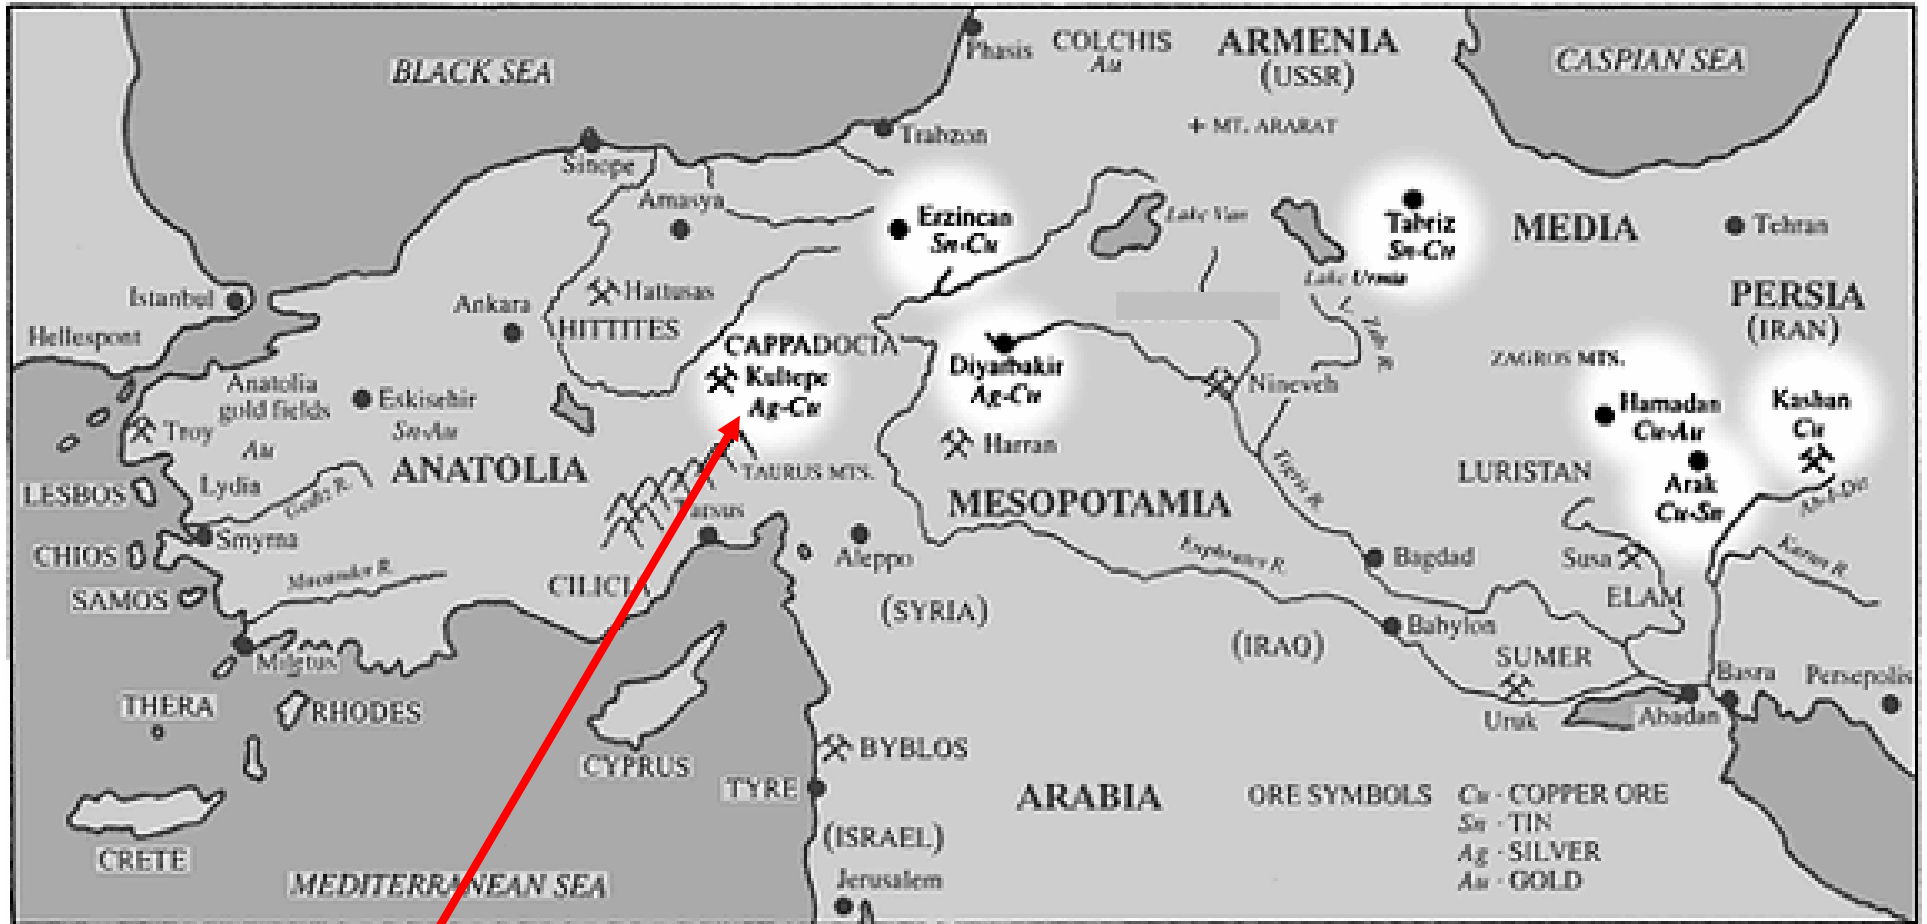 BLACK SEA
Phasis
COLCHIS
Au
ARMENIA
(USSR)
CASPIAN SEA
+ MT. ARARAT
Trabzon
Sinope
Amasya
Erzincan
Sn-Cu
Lake Van
Tabriz
Sn-Cu
Lake Urmia
MEDIA
Tehran
Istanbul
Ankara
Hattusas
HITTITES
PERSIA
(IRAN)
Hellespont
CAPPADOCIA
Kultepe
Ag-Cu
Diyarbakir
Ag-Cu
Nineveh
ZAGROS MTS.
Hamadan
Cu-Au
Kashan
Cu
Anatolia
gold fields
Au
Eskisehir
Sn-Au
Troy
Harran
ANATOLIA
TAURUS MTS.
LURISTAN
Arak
Cu-Sn
LESBOS
Lydia
Tigris R.
MESOPOTAMIA
Tarsus
Smyrna
CHIOS
Aleppo
Euphrates R.
Bagdad
Susa
Karun R.
Maeander R.
CILICIA
SAMOS
(SYRIA)
ELAM
Babylon
(IRAQ)
SUMER
Miletus
Basra
Persepolis
THERA
RHODES
Uruk
Abadan
CYPRUS
BYBLOS
TYRE
ARABIA
ORE SYMBOLS
Cu - COPPER ORE
Sn - TIN
Ag - SILVER
Au - GOLD
(ISRAEL)
CRETE
MEDITERRANEAN SEA
Jerusalem